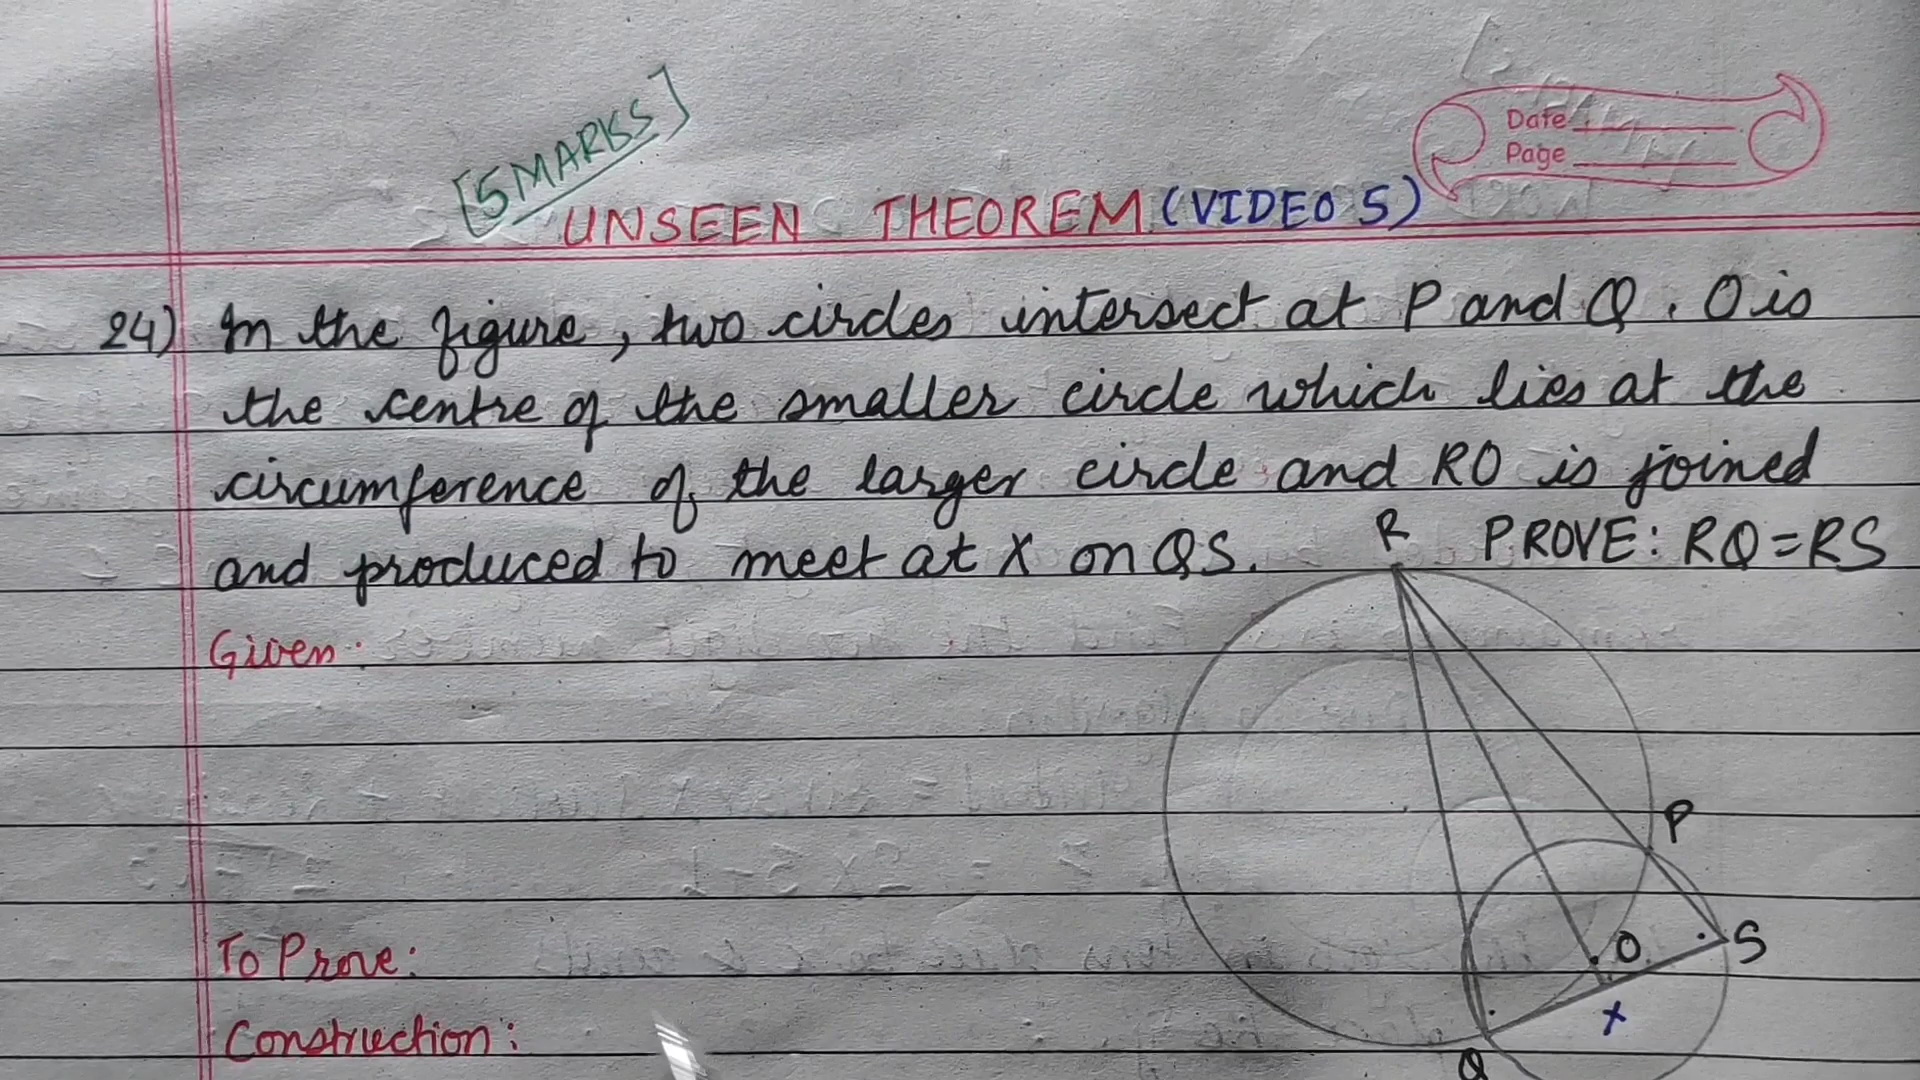 [5 MARKS]
Date
Page
UNSEEN THEOREM (VIDEO 5)
24) In the figure, two circles intersect at P and Q. O is
the centre of the smaller circle which lies at the
circumference of the larger circle and RO is joined
and produced to meet at X on QS.
PROVE: RQ=RS
R
Given:
P
To Prove:
O
S
X
Construction:
Q